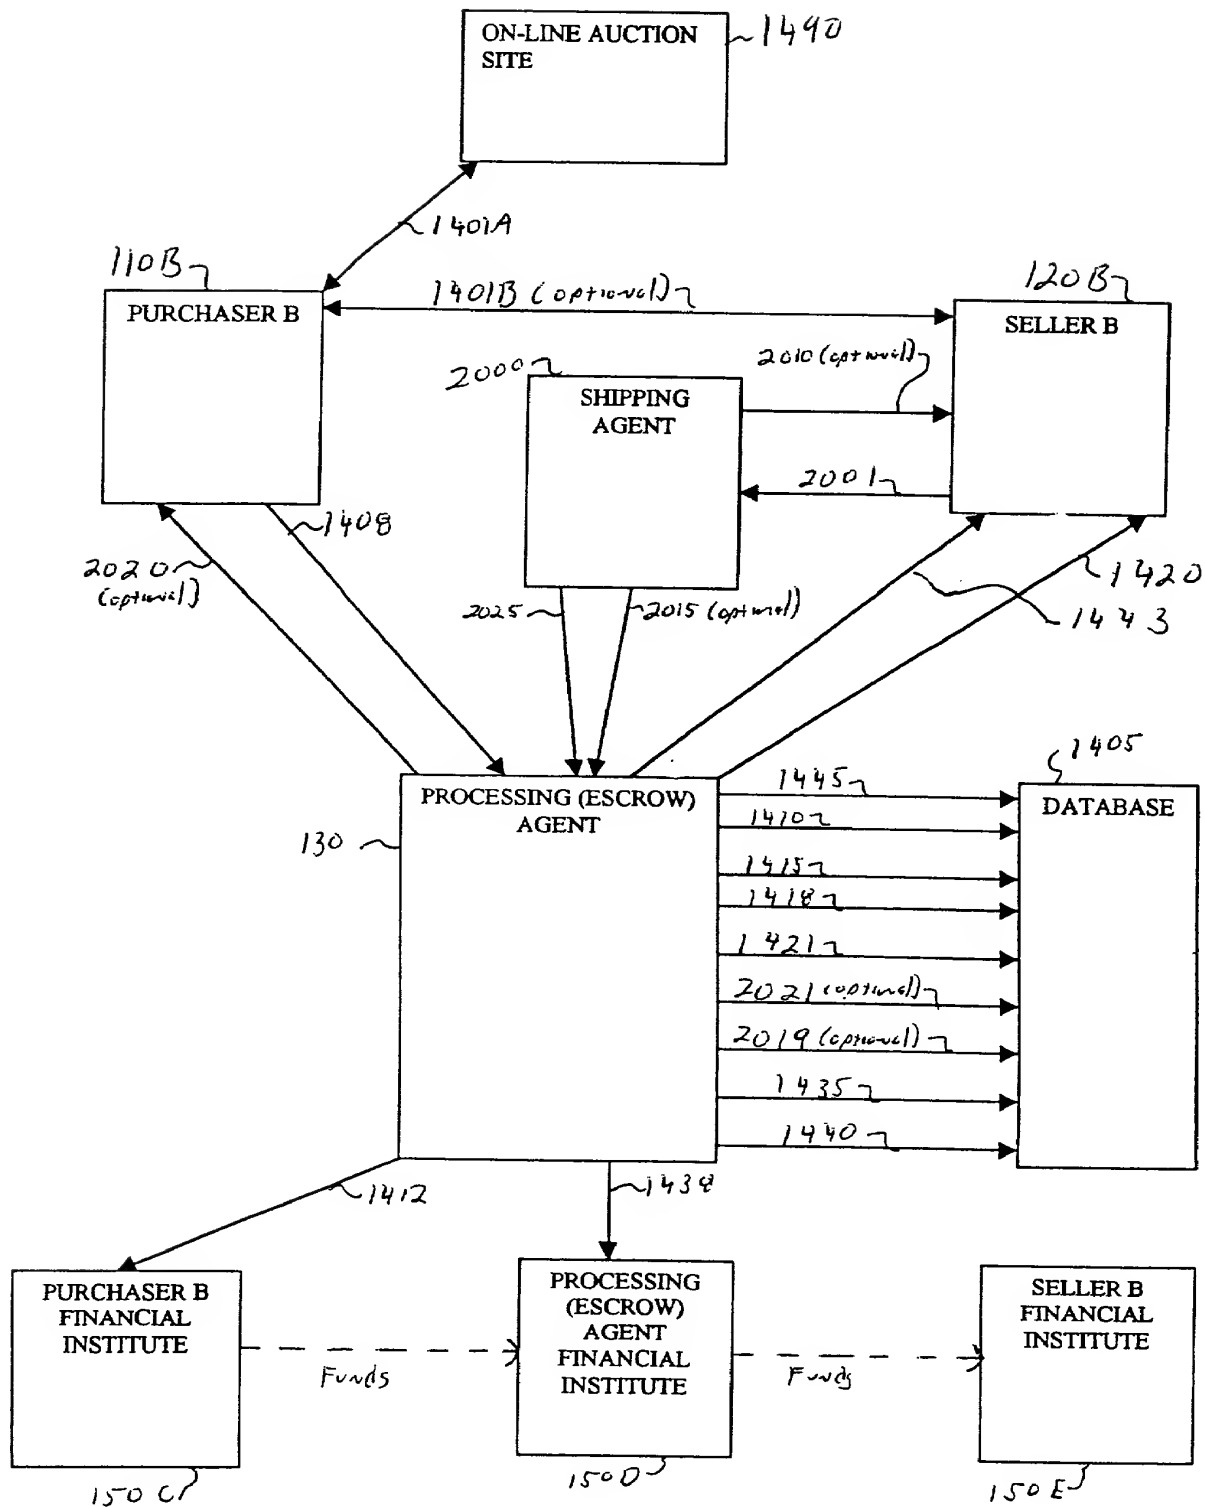 ON-LINE AUCTION
SITE
1490
1401A
110B
PURCHASER B
1401B (optional)
120B
SELLER B
2010 (optional)
2000
SHIPPING
AGENT
2001
1408
2020
(optional)
2025
2015 (optional)
1420
1443
1405
PROCESSING (ESCROW)
AGENT
130
DATABASE
1445
1410
1415
1418
1421
2021 (optional)
2019 (optional)
1435
1440
1412
1438
PURCHASER B
FINANCIAL
INSTITUTE
PROCESSING
(ESCROW)
AGENT
FINANCIAL
INSTITUTE
SELLER B
FINANCIAL
INSTITUTE
Funds
Funds
150C
150D
150E